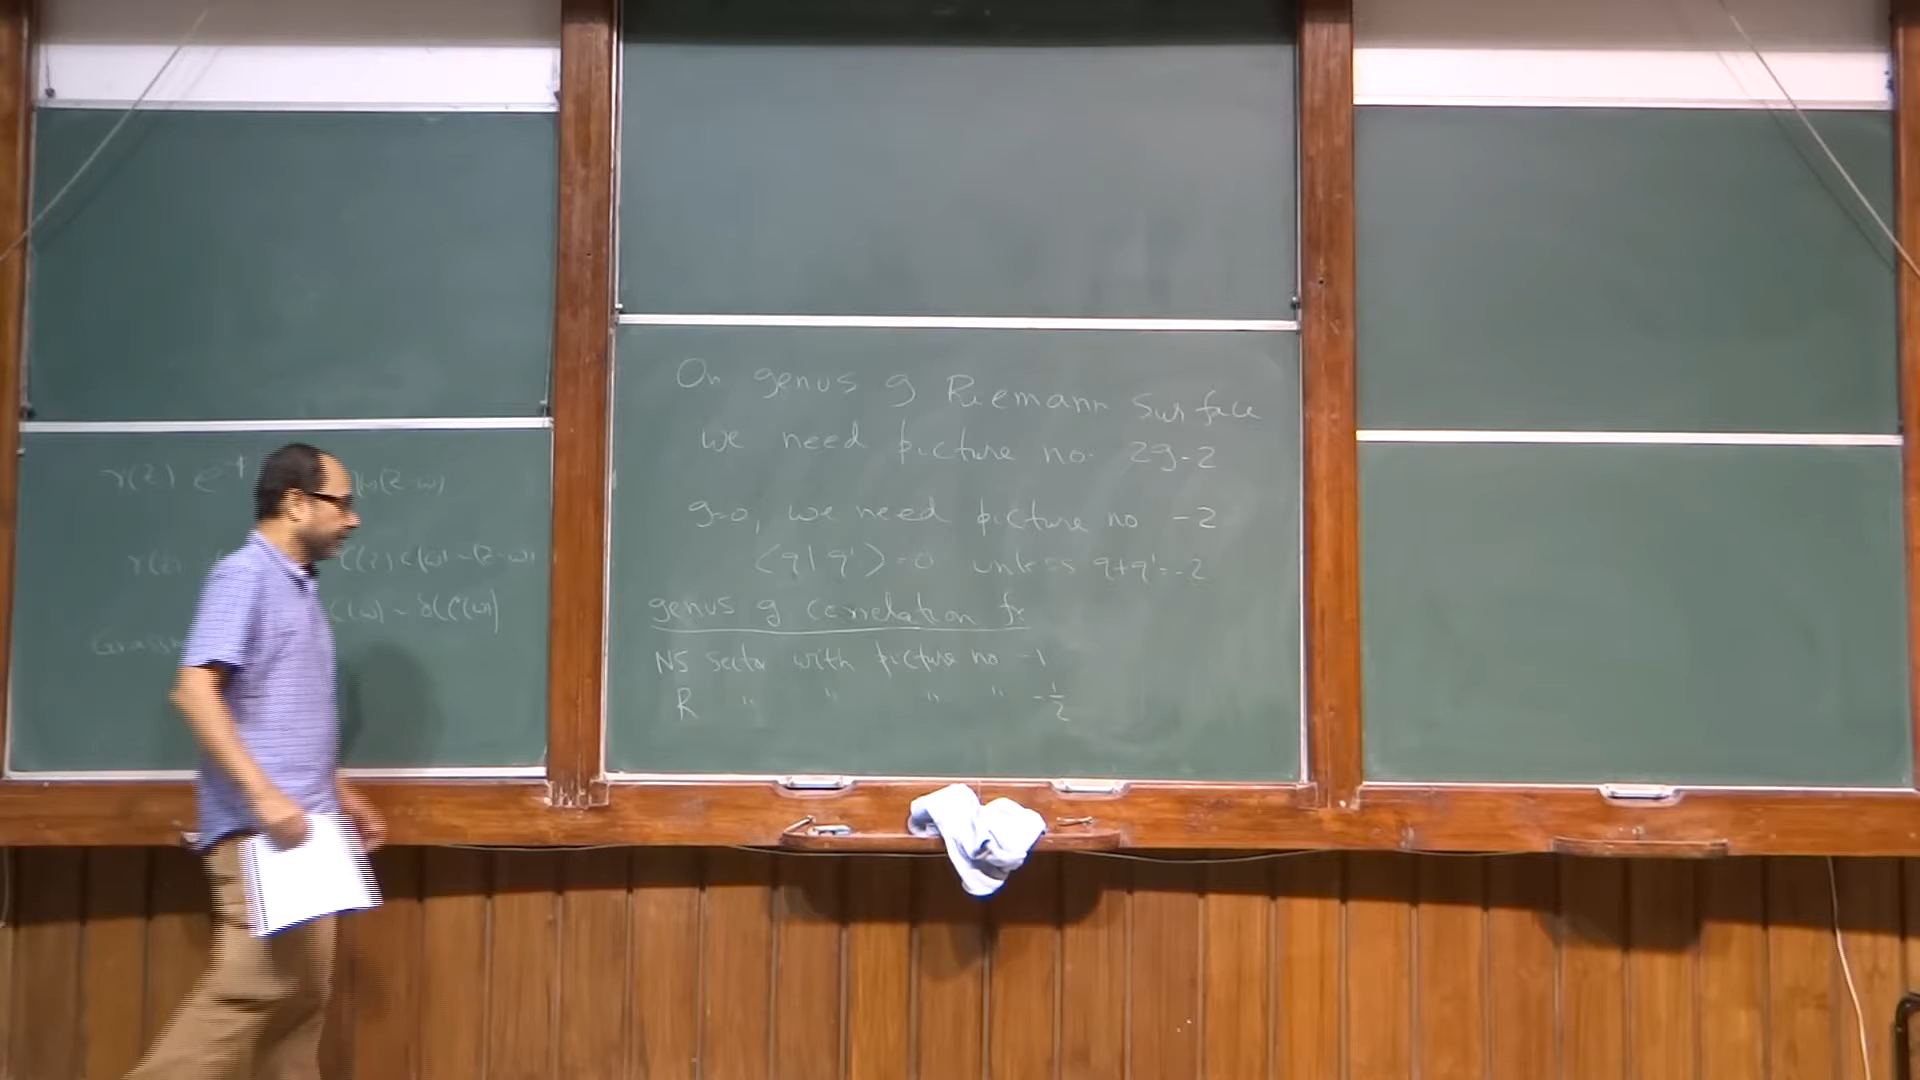 γ(z) e^-ϕ (z-w)
γ(z) c(z) c(w) ~ (z-w)
c(w) ~ δ(c(w))
Grass
On genus g Riemann Surface
we need picture no. 2g-2
g=0, we need picture no -2
<q|q'>=0 unless q+q'=-2
genus g correlation fn
NS sector with picture no -1
R " " " " -1/2